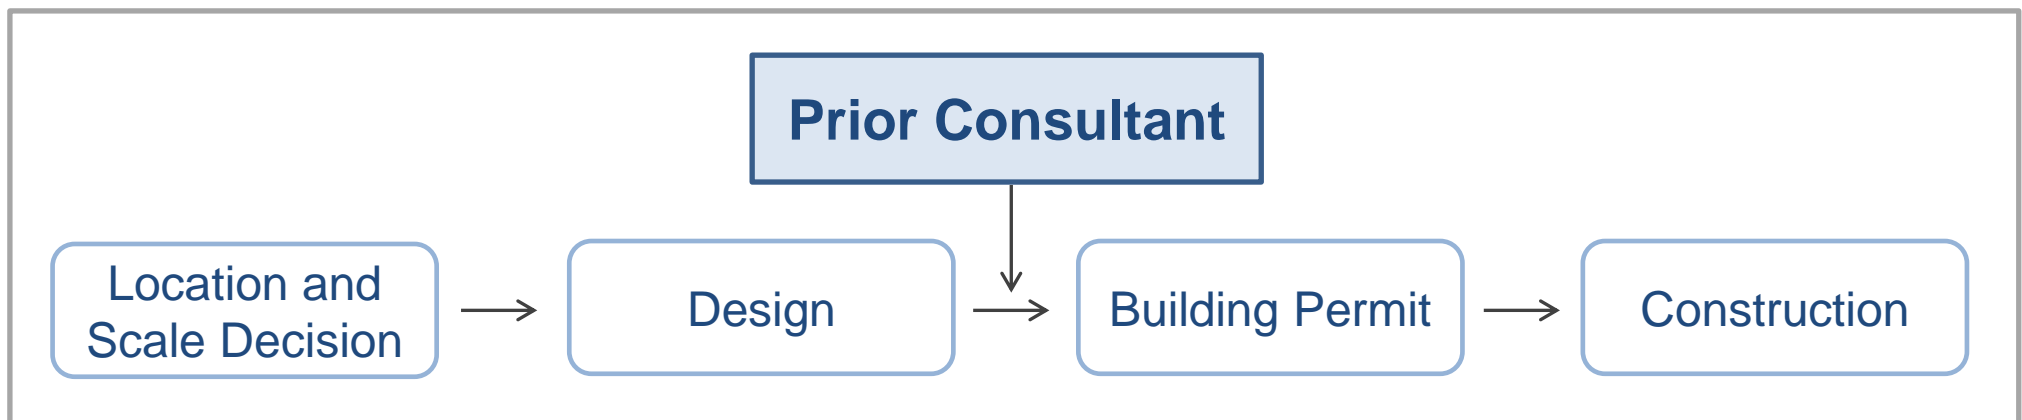 Prior Consultant
Location and
Scale Decision
Design
Building Permit
Construction